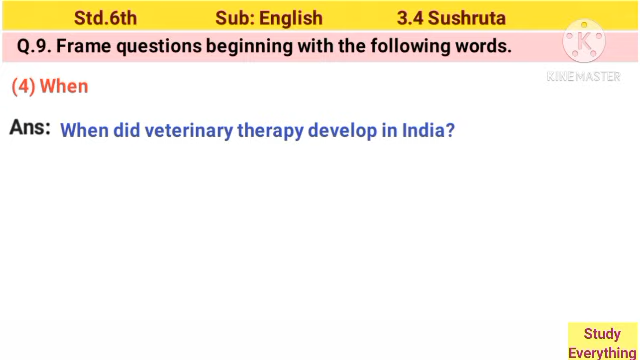 Std.6th Sub: English 3.4 Sushruta
Q.9. Frame questions beginning with the following words.
KINEMASTER
(4) When
Ans: When did veterinary therapy develop in India?
Study
Everything